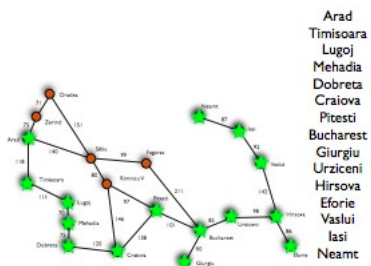 Oradea
71
Zerind
151
75
Arad
140
Sibiu
99
Fagaras
118
80
Rimnicu V
Timisoara
111
Lugoj
70
Mehadia
75
Dobreta
120
146
Craiova
138
Pitesti
101
211
Bucharest
90
Giurgiu
85
Urziceni
98
Hirsova
86
Eforie
142
Vaslui
92
Iasi
87
Neamt
Arad
Timisoara
Lugoj
Mehadia
Dobreta
Craiova
Pitesti
Bucharest
Giurgiu
Urziceni
Hirsova
Eforie
Vaslui
Iasi
Neamt